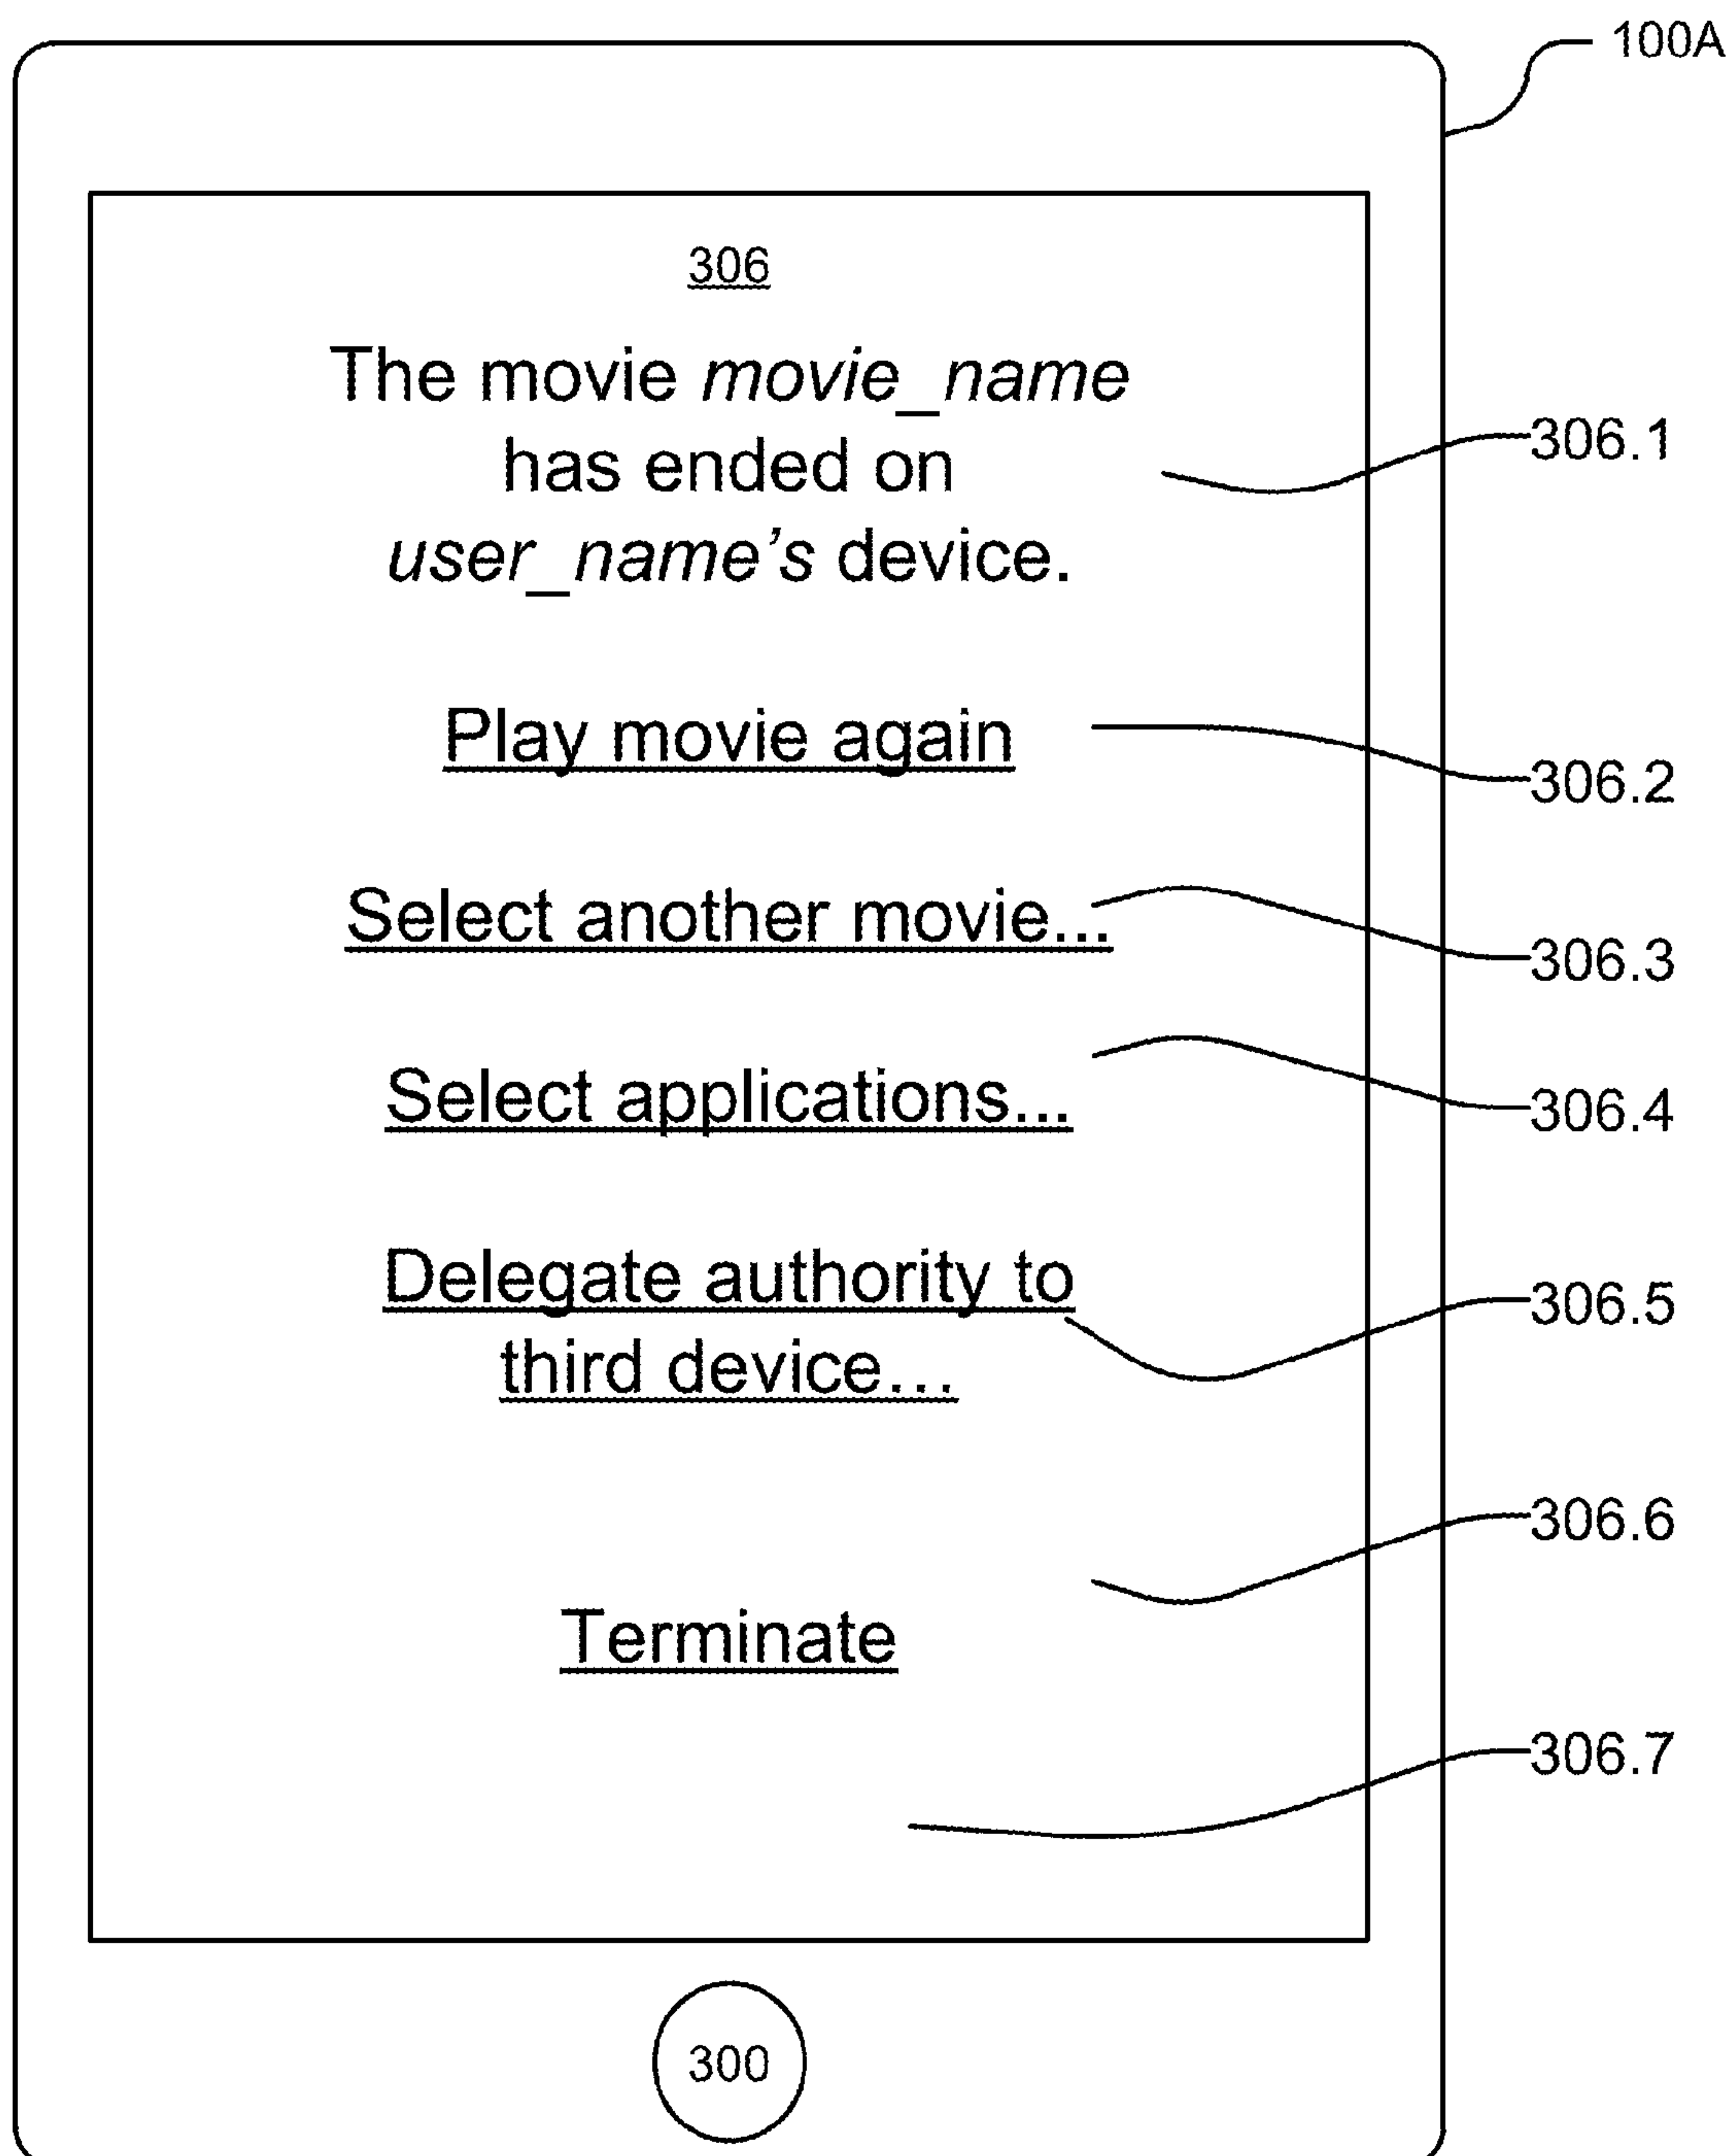 100A
306
The movie movie_name
has ended on
306.1
user_name’s device.
Play movie again
306.2
Select another movie...
306.3
Select applications...
306.4
Delegate authority to
306.5
third device...
306.6
Terminate
306.7
300